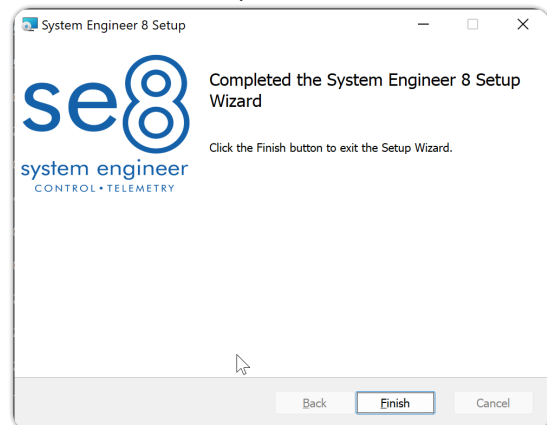 System Engineer 8 Setup
se8
system engineer
CONTROL • TELEMETRY
Completed the System Engineer 8 Setup
Wizard
Click the Finish button to exit the Setup Wizard.
Back
Finish
Cancel